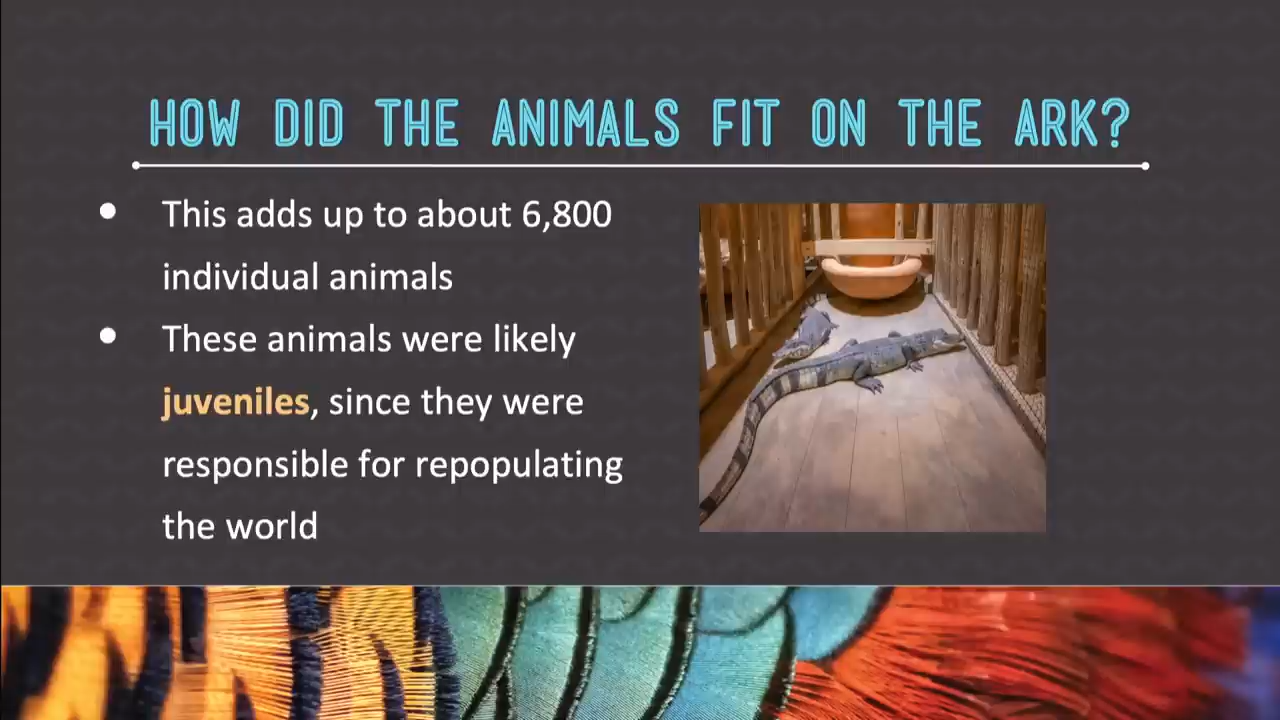 HOW DID THE ANIMALS FIT ON THE ARK?
• This adds up to about 6,800
individual animals
• These animals were likely
juveniles, since they were
responsible for repopulating
the world